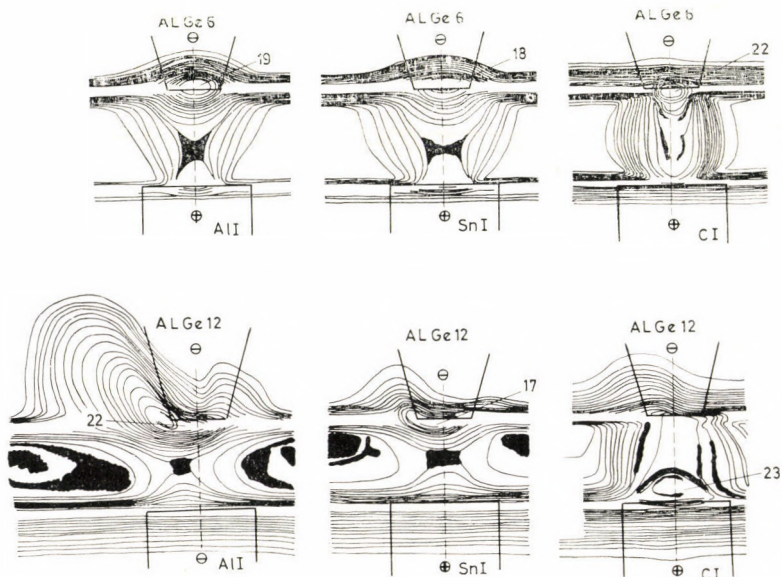 ALGe6 ALGe6 ALGe6
⊖ ⊖ ⊖
19 18 22
⊕ AlI ⊕ SnI ⊕ CI
ALGe12 ALGe12 ALGe12
⊖ ⊖ ⊖
22 17
23
⊖ AlI ⊕ SnI ⊕ CI